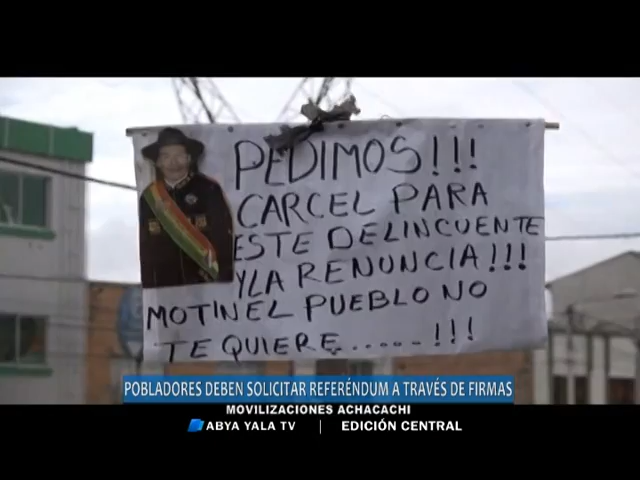 PEDIMOS!!!
CARCEL PARA
ESTE DELINCUENTE
Y LA RENUNCIA!!!
MOTIN EL PUEBLO NO
TE QUIERE......!!!
POBLADORES DEBEN SOLICITAR REFERÉNDUM A TRAVÉS DE FIRMAS
MOVILIZACIONES ACHACACHI
ABYA YALA TV | EDICIÓN CENTRAL